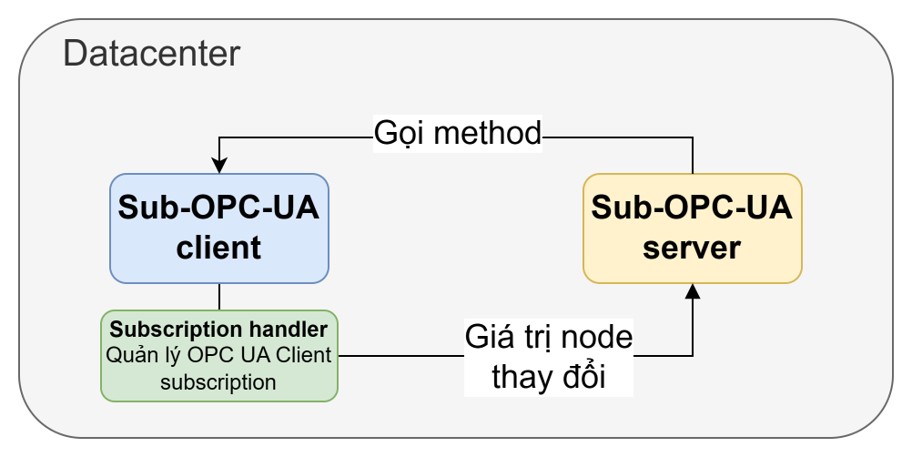 Datacenter
Gọi method
Sub-OPC-UA
client
Sub-OPC-UA
server
Subscription handler
Quản lý OPC UA Client
subscription
Giá trị node
thay đổi